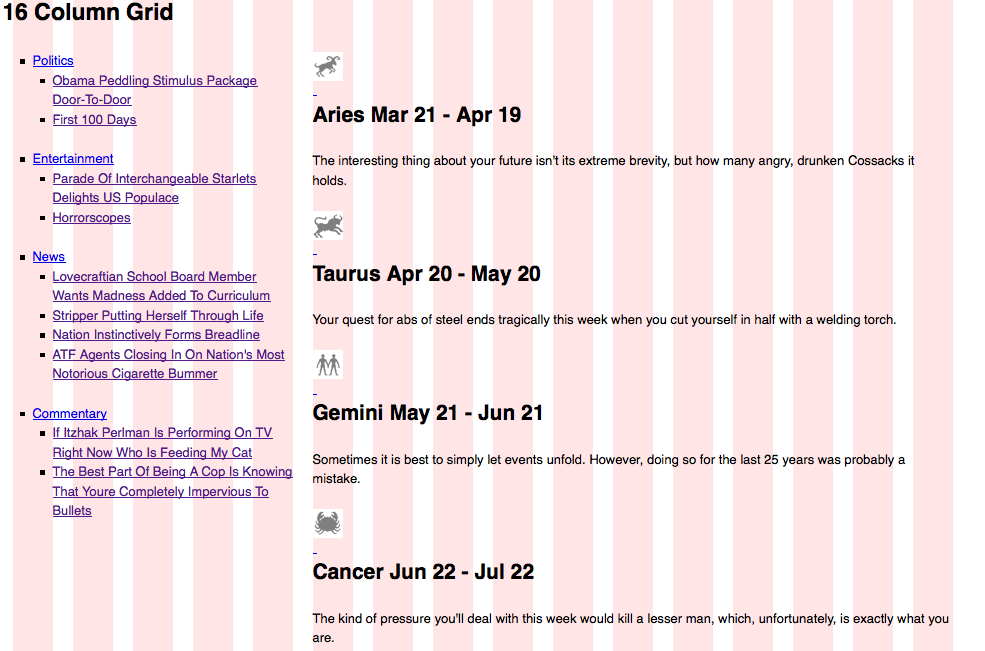 16 Column Grid
Politics
Obama Peddling Stimulus Package
Door-To-Door
First 100 Days
Entertainment
Parade Of Interchangeable Starlets
Delights US Populace
Horrorscopes
News
Lovecraftian School Board Member
Wants Madness Added To Curriculum
Stripper Putting Herself Through Life
Nation Instinctively Forms Breadline
ATF Agents Closing In On Nation's Most
Notorious Cigarette Bummer
Commentary
If Itzhak Perlman Is Performing On TV
Right Now Who Is Feeding My Cat
The Best Part Of Being A Cop Is Knowing
That Youre Completely Impervious To
Bullets
Aries Mar 21 - Apr 19
The interesting thing about your future isn't its extreme brevity, but how many angry, drunken Cossacks it
holds.
Taurus Apr 20 - May 20
Your quest for abs of steel ends tragically this week when you cut yourself in half with a welding torch.
Gemini May 21 - Jun 21
Sometimes it is best to simply let events unfold. However, doing so for the last 25 years was probably a
mistake.
Cancer Jun 22 - Jul 22
The kind of pressure you'll deal with this week would kill a lesser man, which, unfortunately, is exactly what you
are.